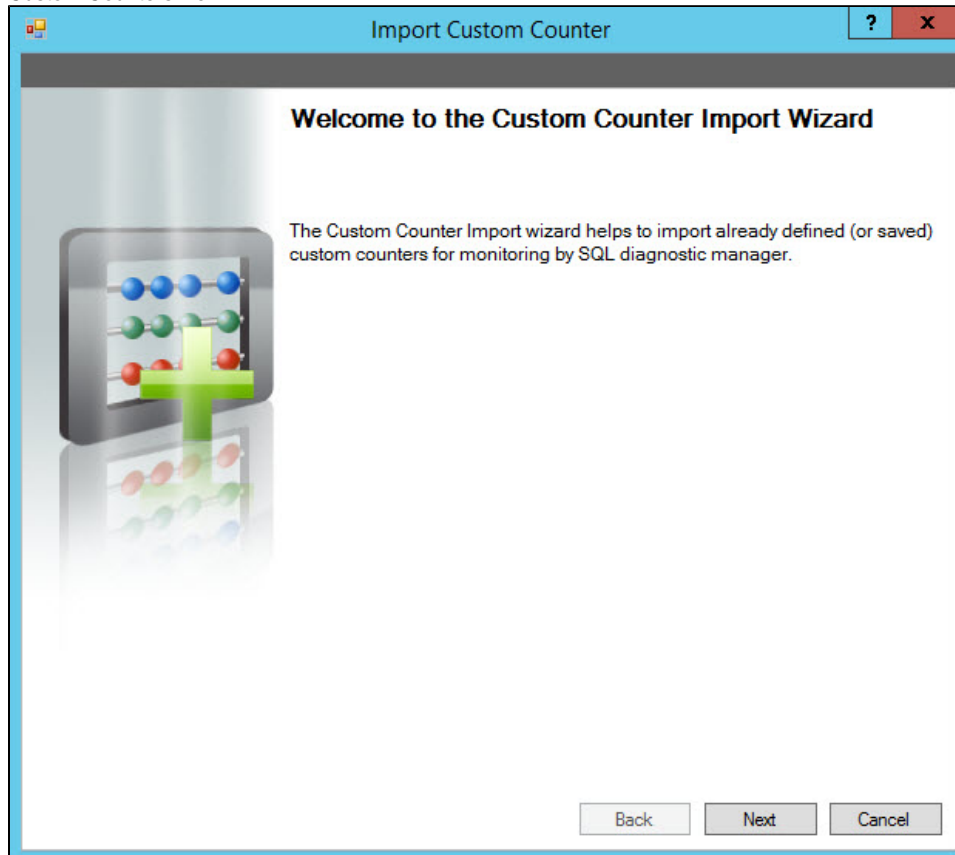 Import Custom Counter
? x
Welcome to the Custom Counter Import Wizard
The Custom Counter Import wizard helps to import already defined (or saved)
custom counters for monitoring by SQL diagnostic manager.
Back Next Cancel